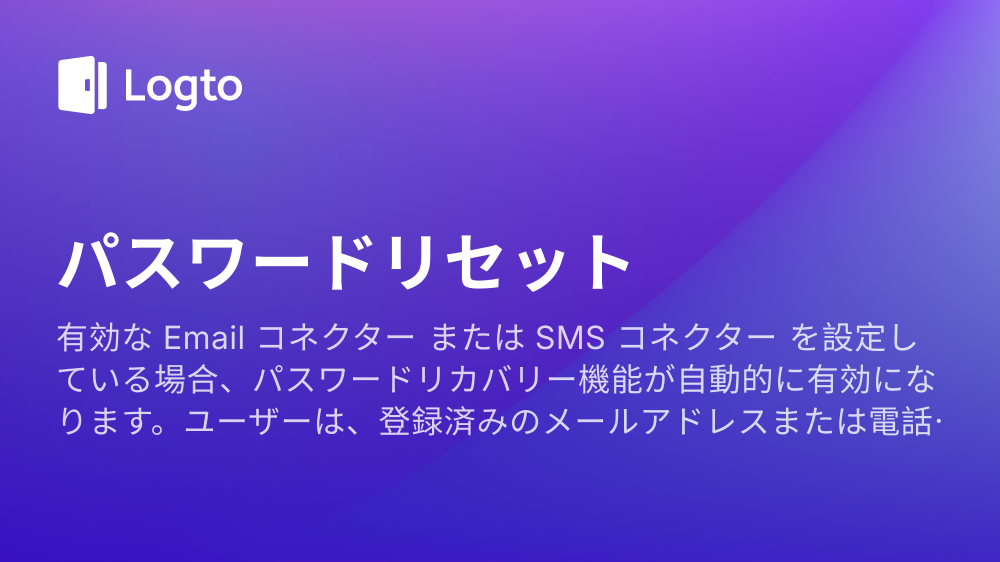 Logto
パスワードリセット
有効な Email コネクター または SMS コネクター を設定し
ている場合、パスワードリカバリー機能が自動的に有効にな
ります。ユーザーは、登録済みのメールアドレスまたは電話·